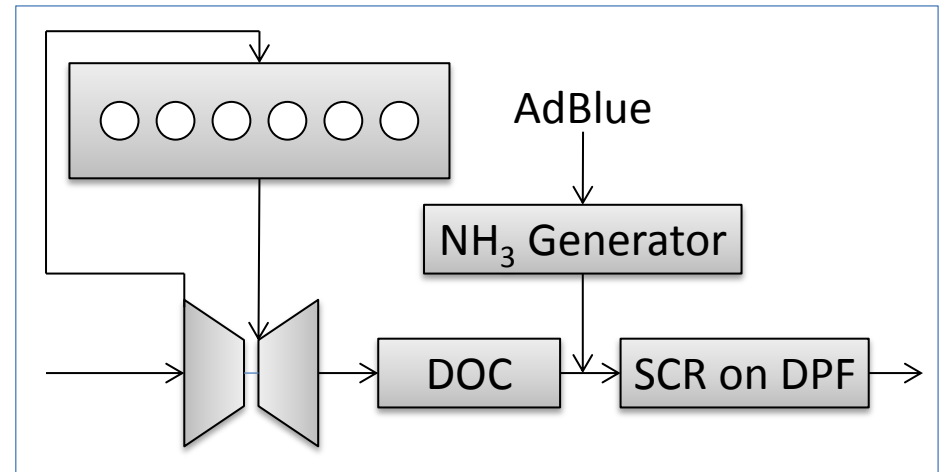 AdBlue
NH₃ Generator
DOC
SCR on DPF